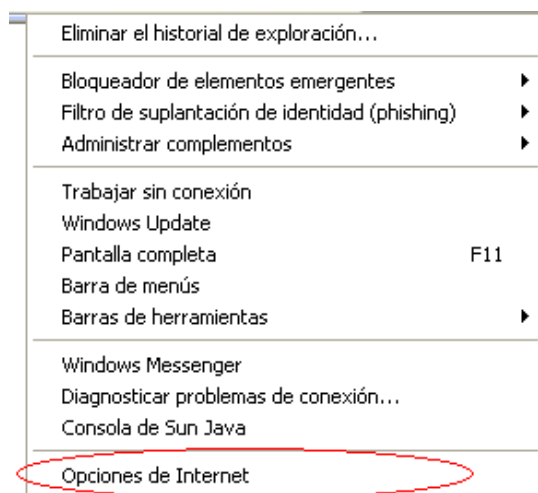 Eliminar el historial de exploración...
Bloqueador de elementos emergentes
Filtro de suplantación de identidad (phishing)
Administrar complementos
Trabajar sin conexión
Windows Update
Pantalla completa F11
Barra de menús
Barras de herramientas
Windows Messenger
Diagnosticar problemas de conexión...
Consola de Sun Java
Opciones de Internet